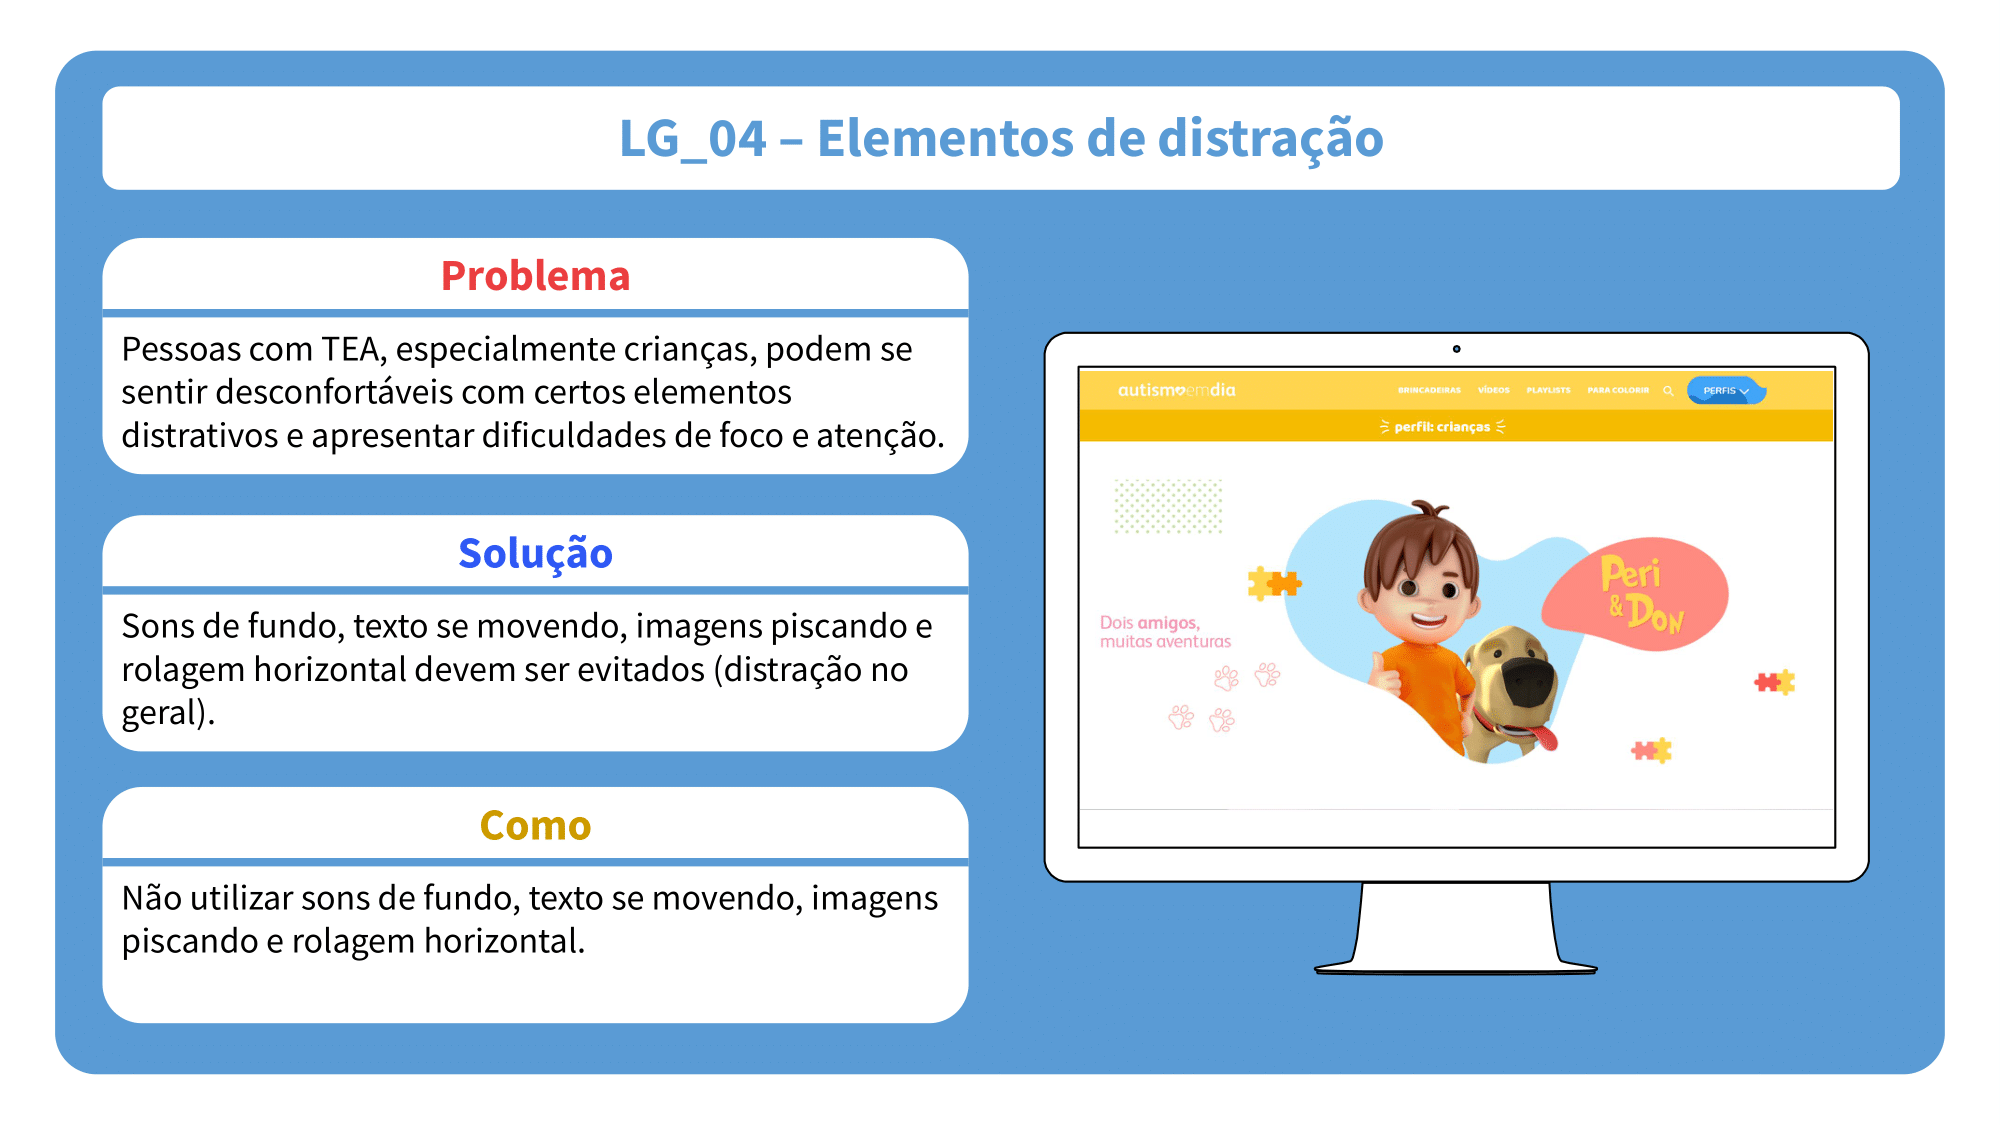 LG_04 – Elementos de distração
Problema
Pessoas com TEA, especialmente crianças, podem se
sentir desconfortáveis com certos elementos
distrativos e apresentar dificuldades de foco e atenção.
Solução
Sons de fundo, texto se movendo, imagens piscando e
rolagem horizontal devem ser evitados (distração no
geral).
Como
Não utilizar sons de fundo, texto se movendo, imagens
piscando e rolagem horizontal.
autismoemdia
BRINCADEIRAS VÍDEOS PLAYLISTS PARA COLORIR PERFIS
perfil: crianças
Peri
& Don
Dois amigos,
muitas aventuras